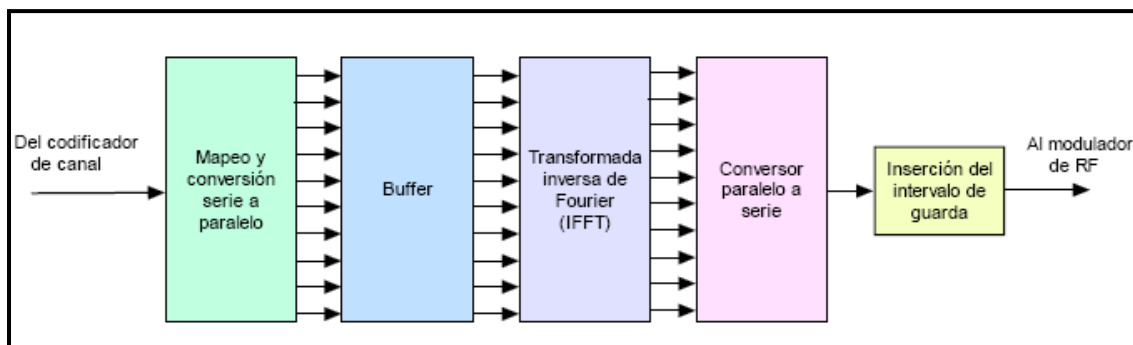 Del codificador
de canal
Mapeo y
conversión
serie a
paralelo
Buffer
Transformada
inversa de
Fourier
(IFFT)
Conversor
paralelo a
serie
Inserción del
intervalo de
guarda
Al modulador
de RF